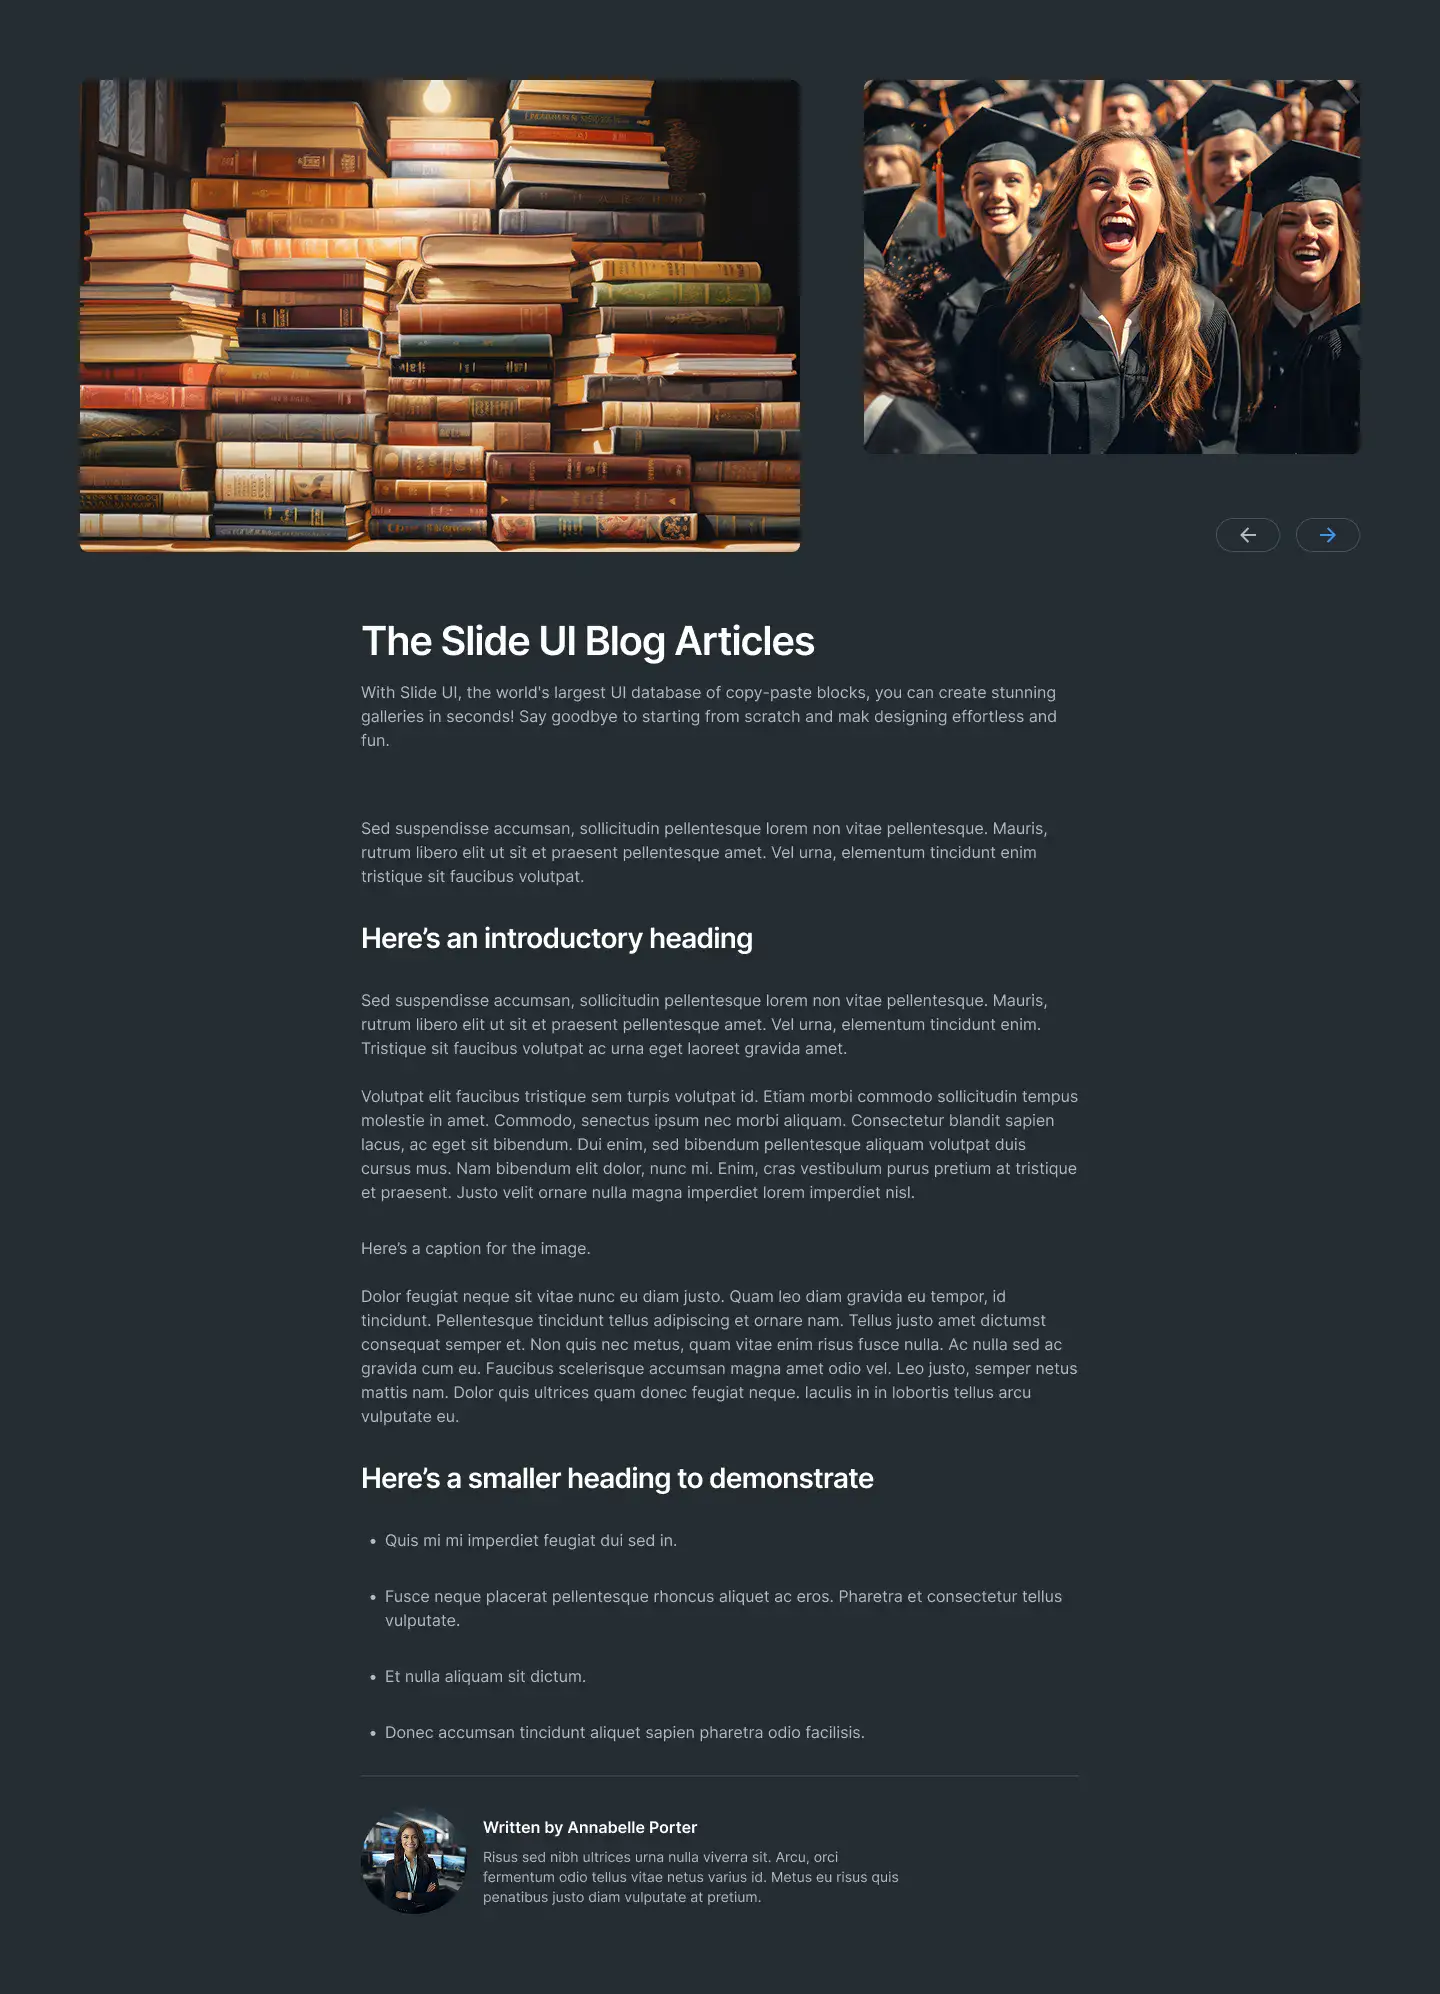 The Slide UI Blog Articles
With Slide UI, the world's largest UI database of copy-paste blocks, you can create stunning
galleries in seconds! Say goodbye to starting from scratch and mak designing effortless and
fun.
Sed suspendisse accumsan, sollicitudin pellentesque lorem non vitae pellentesque. Mauris,
rutrum libero elit ut sit et praesent pellentesque amet. Vel urna, elementum tincidunt enim
tristique sit faucibus volutpat.
Here’s an introductory heading
Sed suspendisse accumsan, sollicitudin pellentesque lorem non vitae pellentesque. Mauris,
rutrum libero elit ut sit et praesent pellentesque amet. Vel urna, elementum tincidunt enim.
Tristique sit faucibus volutpat ac urna eget laoreet gravida amet.
Volutpat elit faucibus tristique sem turpis volutpat id. Etiam morbi commodo sollicitudin tempus
molestie in amet. Commodo, senectus ipsum nec morbi aliquam. Consectetur blandit sapien
lacus, ac eget sit bibendum. Dui enim, sed bibendum pellentesque aliquam volutpat duis
cursus mus. Nam bibendum elit dolor, nunc mi. Enim, cras vestibulum purus pretium at tristique
et praesent. Justo velit ornare nulla magna imperdiet lorem imperdiet nisl.
Here’s a caption for the image.
Dolor feugiat neque sit vitae nunc eu diam justo. Quam leo diam gravida eu tempor, id
tincidunt. Pellentesque tincidunt tellus adipiscing et ornare nam. Tellus justo amet dictumst
consequat semper et. Non quis nec metus, quam vitae enim risus fusce nulla. Ac nulla sed ac
gravida cum eu. Faucibus scelerisque accumsan magna amet odio vel. Leo justo, semper netus
mattis nam. Dolor quis ultrices quam donec feugiat neque. Iaculis in in lobortis tellus arcu
vulputate eu.
Here’s a smaller heading to demonstrate
• Quis mi mi imperdiet feugiat dui sed in.
• Fusce neque placerat pellentesque rhoncus aliquet ac eros. Pharetra et consectetur tellus
vulputate.
• Et nulla aliquam sit dictum.
• Donec accumsan tincidunt aliquet sapien pharetra odio facilisis.
Written by Annabelle Porter
Risus sed nibh ultrices urna nulla viverra sit. Arcu, orci
fermentum odio tellus vitae netus varius id. Metus eu risus quis
penatibus justo diam vulputate at pretium.